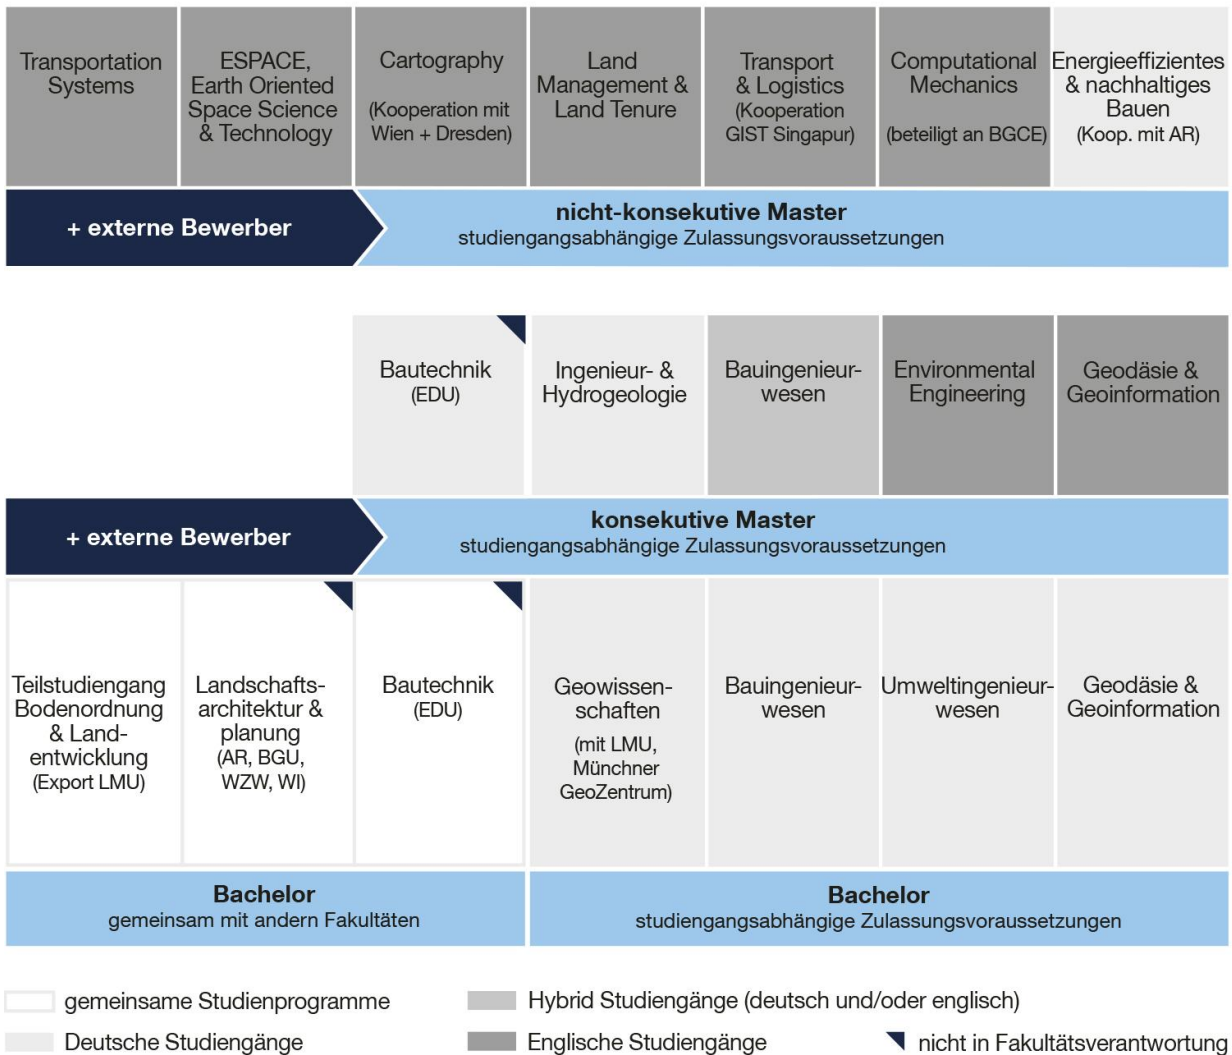 Transportation
Systems
ESPACE,
Earth Oriented
Space Science
& Technology
Cartography
(Kooperation mit
Wien + Dresden)
Land
Management &
Land Tenure
Transport
& Logistics
(Kooperation
GIST Singapur)
Computational
Mechanics
(beteiligt an BGCE)
Energieeffizientes
& nachhaltiges
Bauen
(Koop. mit AR)
+ externe Bewerber
nicht-konsekutive Master
studiengangsabhängige Zulassungsvoraussetzungen
Bautechnik
(EDU)
Ingenieur- &
Hydrogeologie
Bauingenieur-
wesen
Environmental
Engineering
Geodäsie &
Geoinformation
+ externe Bewerber
konsekutive Master
studiengangsabhängige Zulassungsvoraussetzungen
Teilstudiengang
Bodenordnung
& Land-
entwicklung
(Export LMU)
Landschafts-
architektur &
planung
(AR, BGU,
WZW, WI)
Bautechnik
(EDU)
Geowissen-
schaften
(mit LMU,
Münchner
GeoZentrum)
Bauingenieur-
wesen
Umweltingenieur-
wesen
Geodäsie &
Geoinformation
Bachelor
gemeinsam mit andern Fakultäten
Bachelor
studiengangsabhängige Zulassungsvoraussetzungen
gemeinsame Studienprogramme
Hybrid Studiengänge (deutsch und/oder englisch)
Deutsche Studiengänge
Englische Studiengänge
nicht in Fakultätsverantwortung